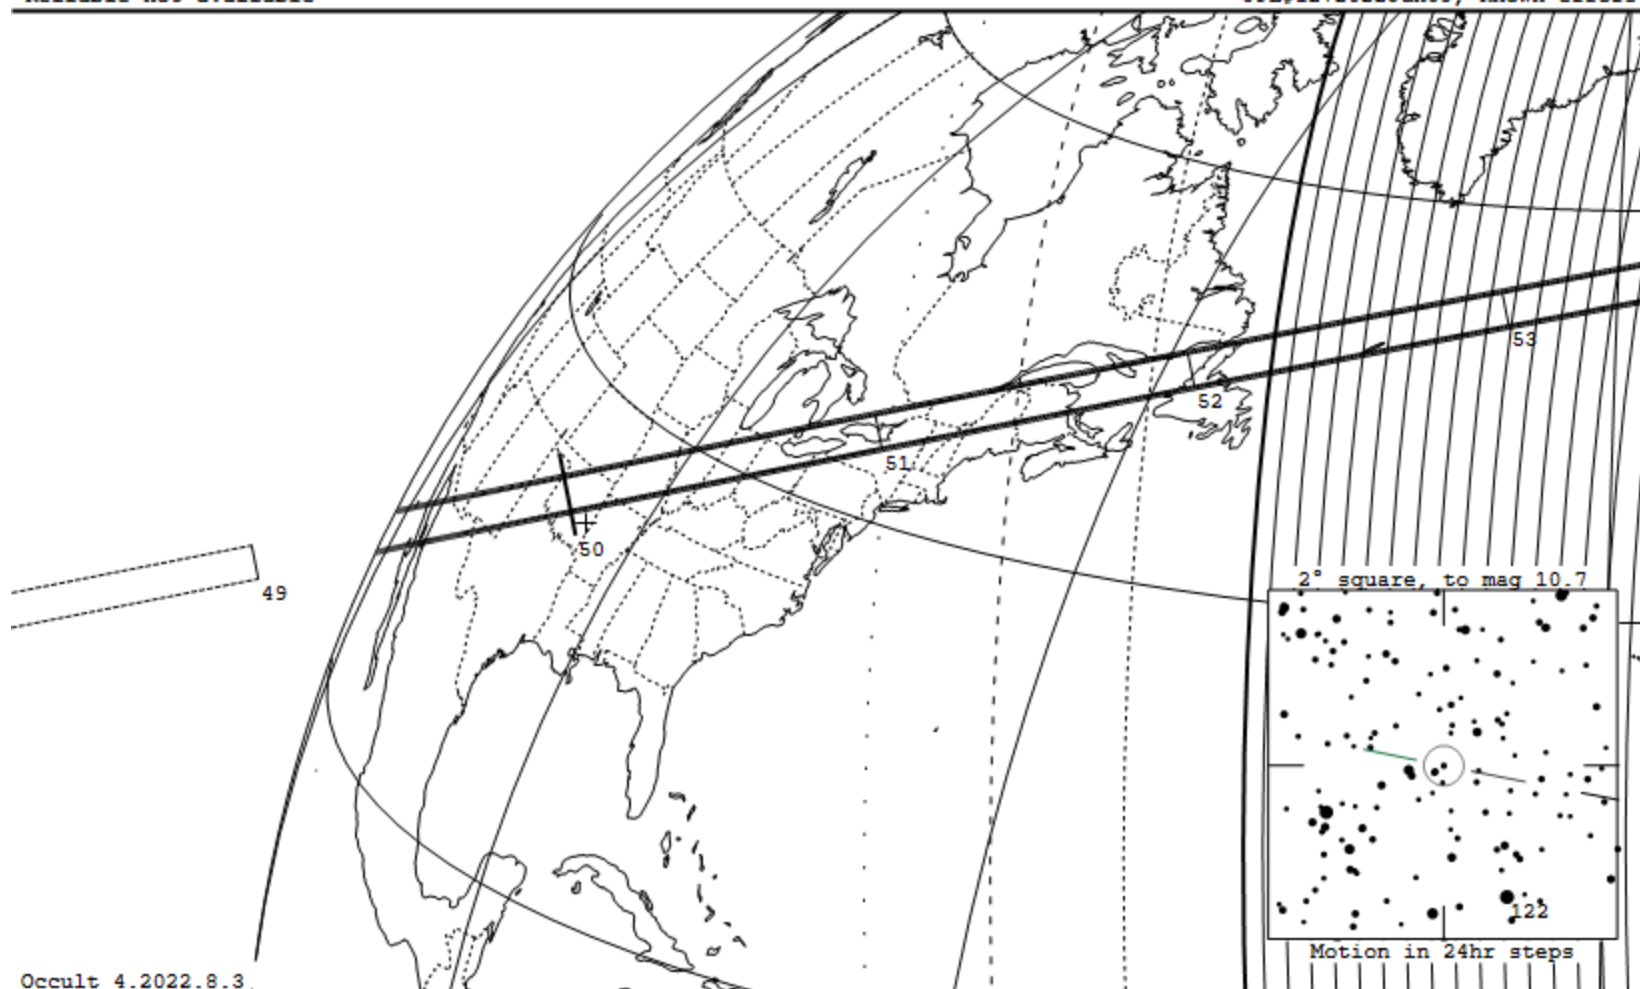 53
52
51
50
49
2° square, to mag 10.7
122
Motion in 24hr steps
Occult 4.2022.8.3